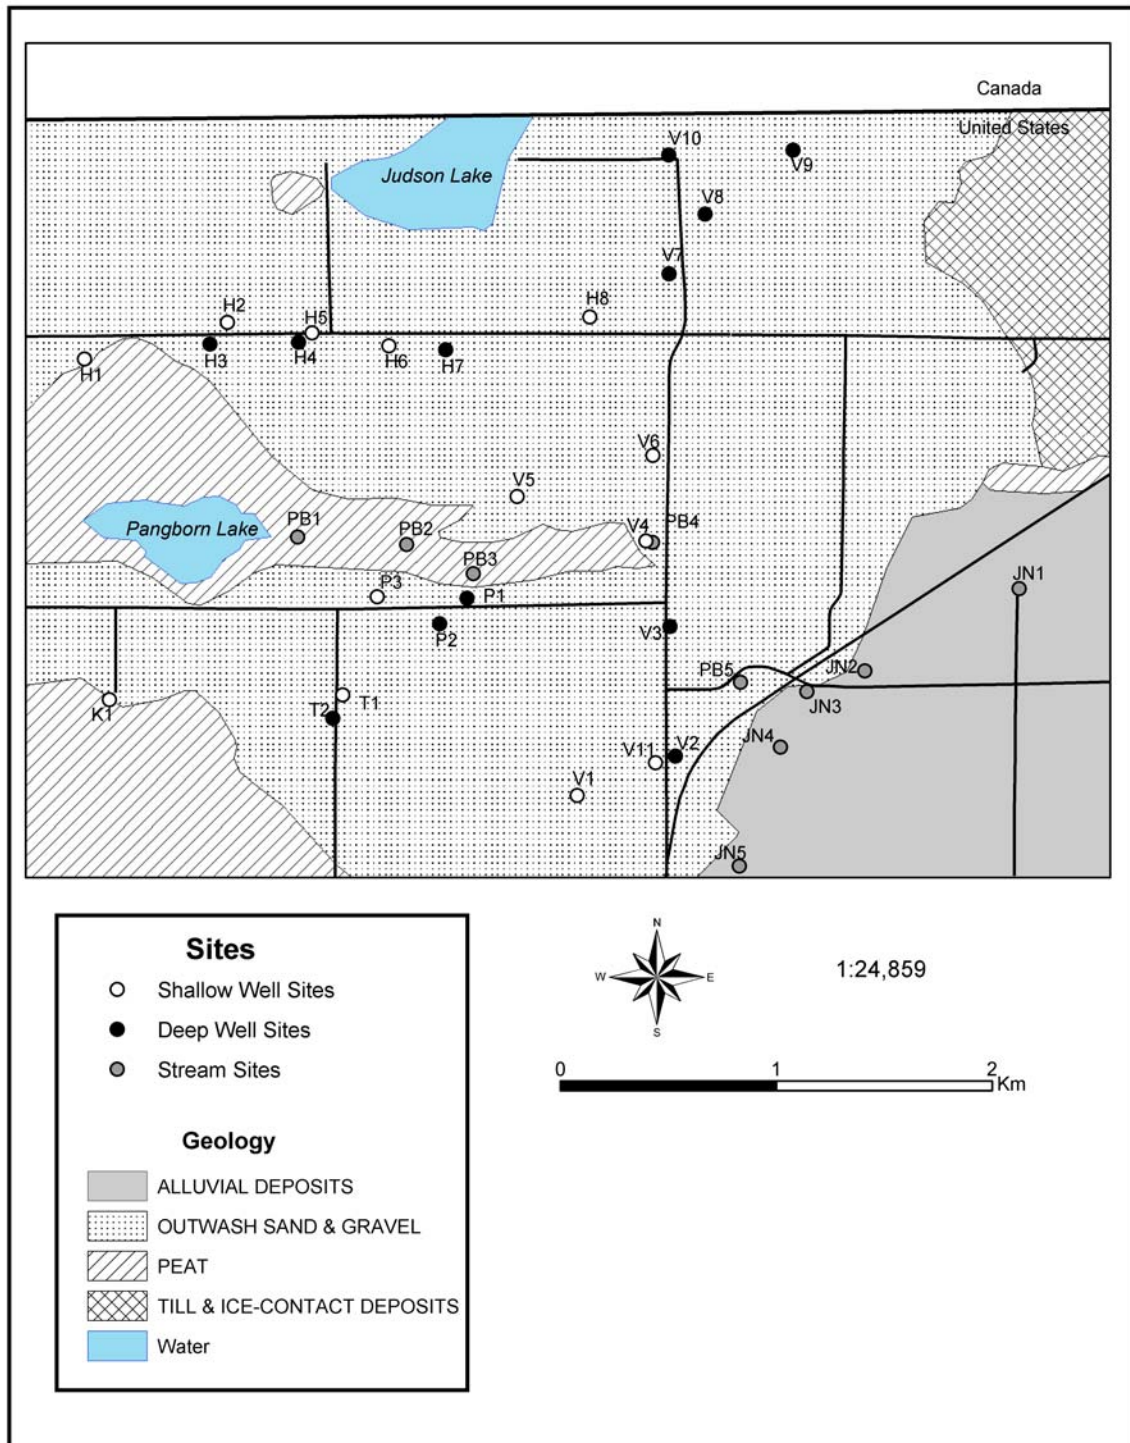 Canada
United States
V10
V9
Judson Lake
V8
V7
H2
H5
H8
H3
H4
H6
H7
H1
V6
V5
Pangborn Lake
PB1
PB2
V4
PB4
PB3
P3
P1
JN1
P2
V3
PB5
JN2
K1
T2
T1
JN3
V11
V2
JN4
V1
JN5
Sites
Shallow Well Sites
Deep Well Sites
Stream Sites
Geology
ALLUVIAL DEPOSITS
OUTWASH SAND & GRAVEL
PEAT
TILL & ICE-CONTACT DEPOSITS
Water
N
W
E
S
1:24,859
0
1
2
Km